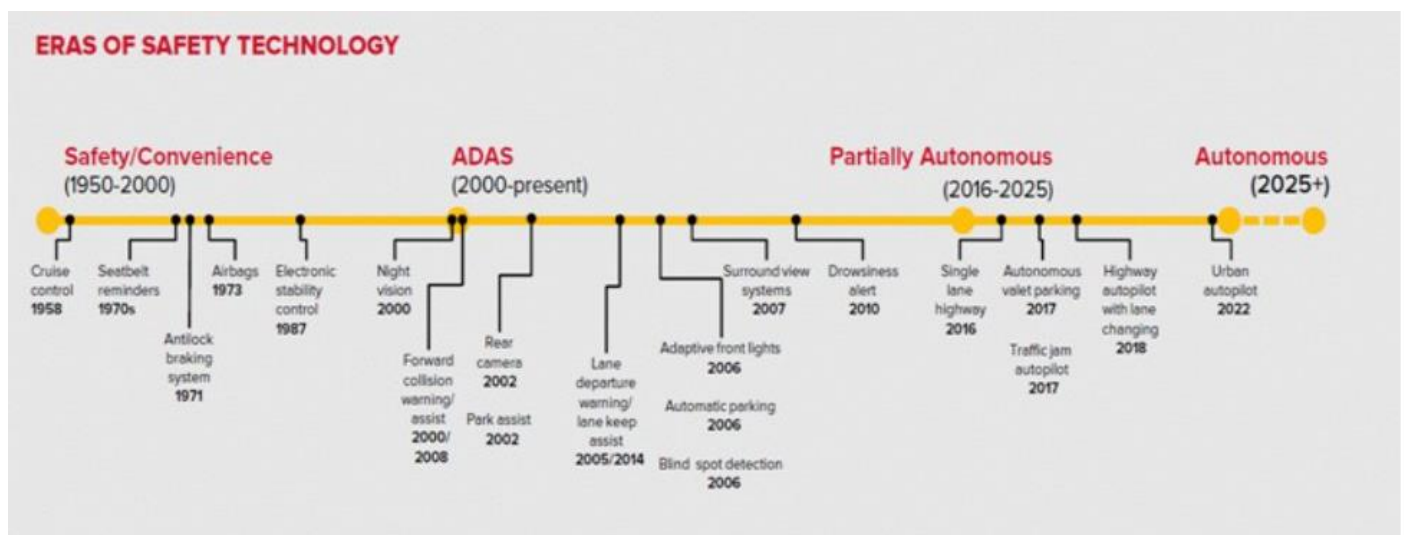 ERAS OF SAFETY TECHNOLOGY
Safety/Convenience
(1950-2000)
ADAS
(2000-present)
Partially Autonomous
(2016-2025)
Autonomous
(2025+)
Cruise
control
1958
Seatbelt
reminders
1970s
Antilock
braking
system
1971
Airbags
1973
Electronic
stability
control
1987
Night
vision
2000
Forward
collision
warning/
assist
2000/
2008
Rear
camera
2002
Park assist
2002
Lane
departure
warning/
lane keep
assist
2005/2014
Adaptive front lights
2006
Automatic parking
2006
Blind spot detection
2006
Surround view
systems
2007
Drowsiness
alert
2010
Single
lane
highway
2016
Autonomous
valet parking
2017
Traffic jam
autopilot
2017
Highway
autopilot
with lane
changing
2018
Urban
autopilot
2022